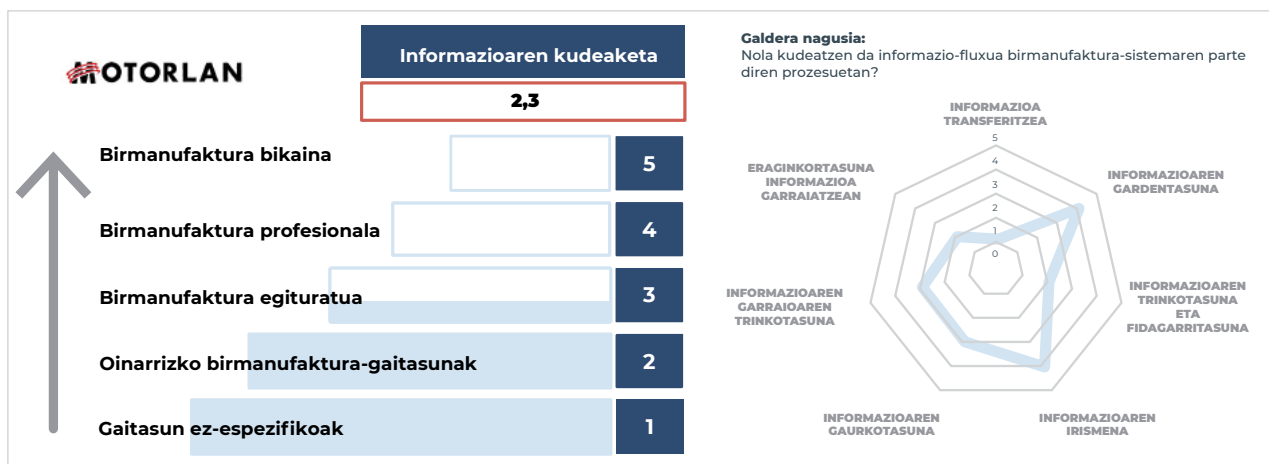 MOTORLAN
Informazioaren kudeaketa
2,3
Birmanufaktura bikaina
5
Birmanufaktura profesionala
4
Birmanufaktura egituratua
3
Oinarrizko birmanufaktura-gaitasunak
2
Gaitasun ez-espezifikoak
1
Galdera nagusia:
Nola kudeatzen da informazio-fluxua birmanufaktura-sistemaren parte
diren prozesuetan?
INFORMAZIOA
TRANSFERITZEA
5
4
3
2
1
0
INFORMAZIOAREN
GARDENTASUNA
INFORMAZIOAREN
TRINKOTASUNA
ETA
FIDAGARRITASUNA
INFORMAZIOAREN
IRISMENA
INFORMAZIOAREN
GAURKOTASUNA
INFORMAZIOAREN
GARRAIOAREN
TRINKOTASUNA
ERAGINKORTASUNA
INFORMAZIOA
GARRAIATZEAN